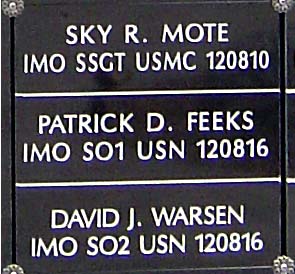 SKY R. MOTE
IMO SSGT USMC 120810
PATRICK D. FEEKS
IMO SO1 USN 120816
DAVID J. WARSEN
IMO SO2 USN 120816